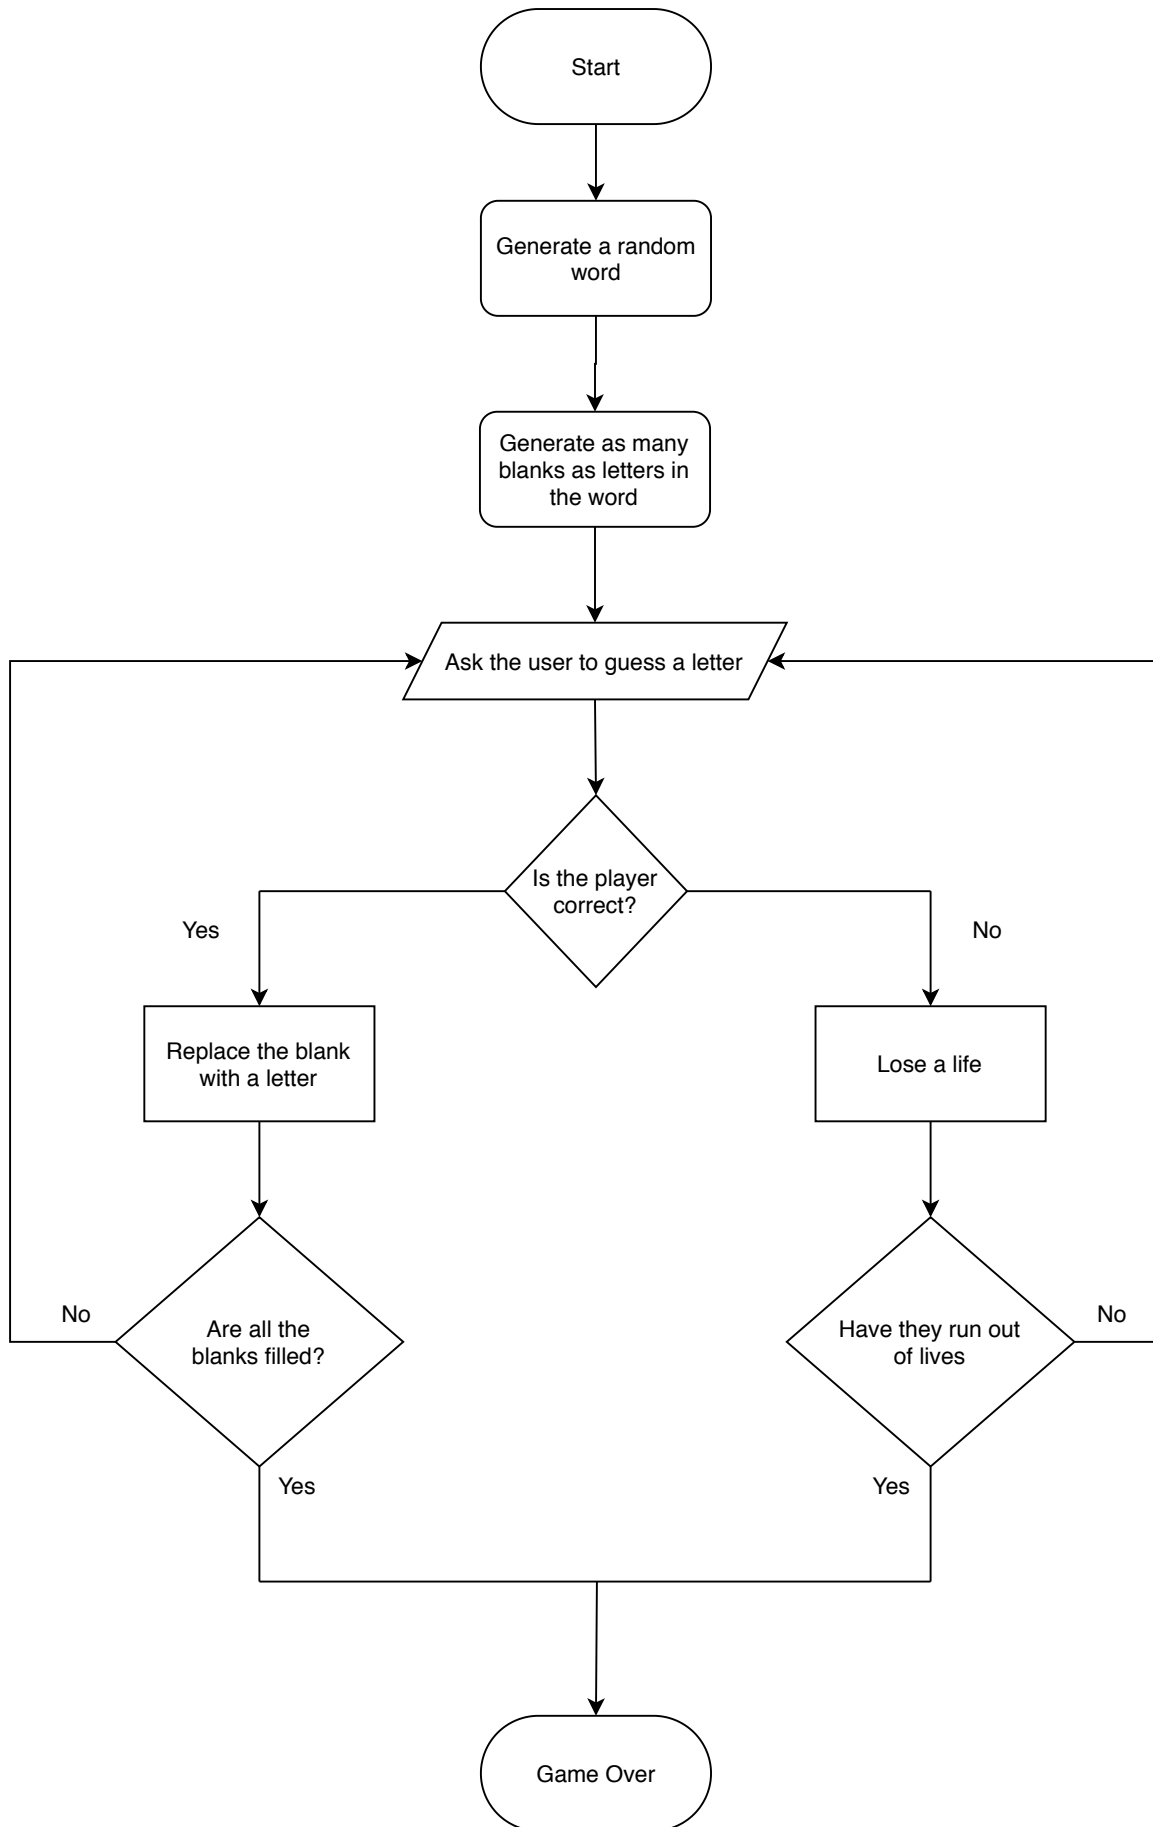 Start
Generate a random
word
Generate as many
blanks as letters in
the word
Ask the user to guess a letter
Is the player
correct?
Yes
No
Replace the blank
with a letter
Lose a life
No
Are all the
blanks filled?
Have they run out
of lives
No
Yes
Yes
Game Over